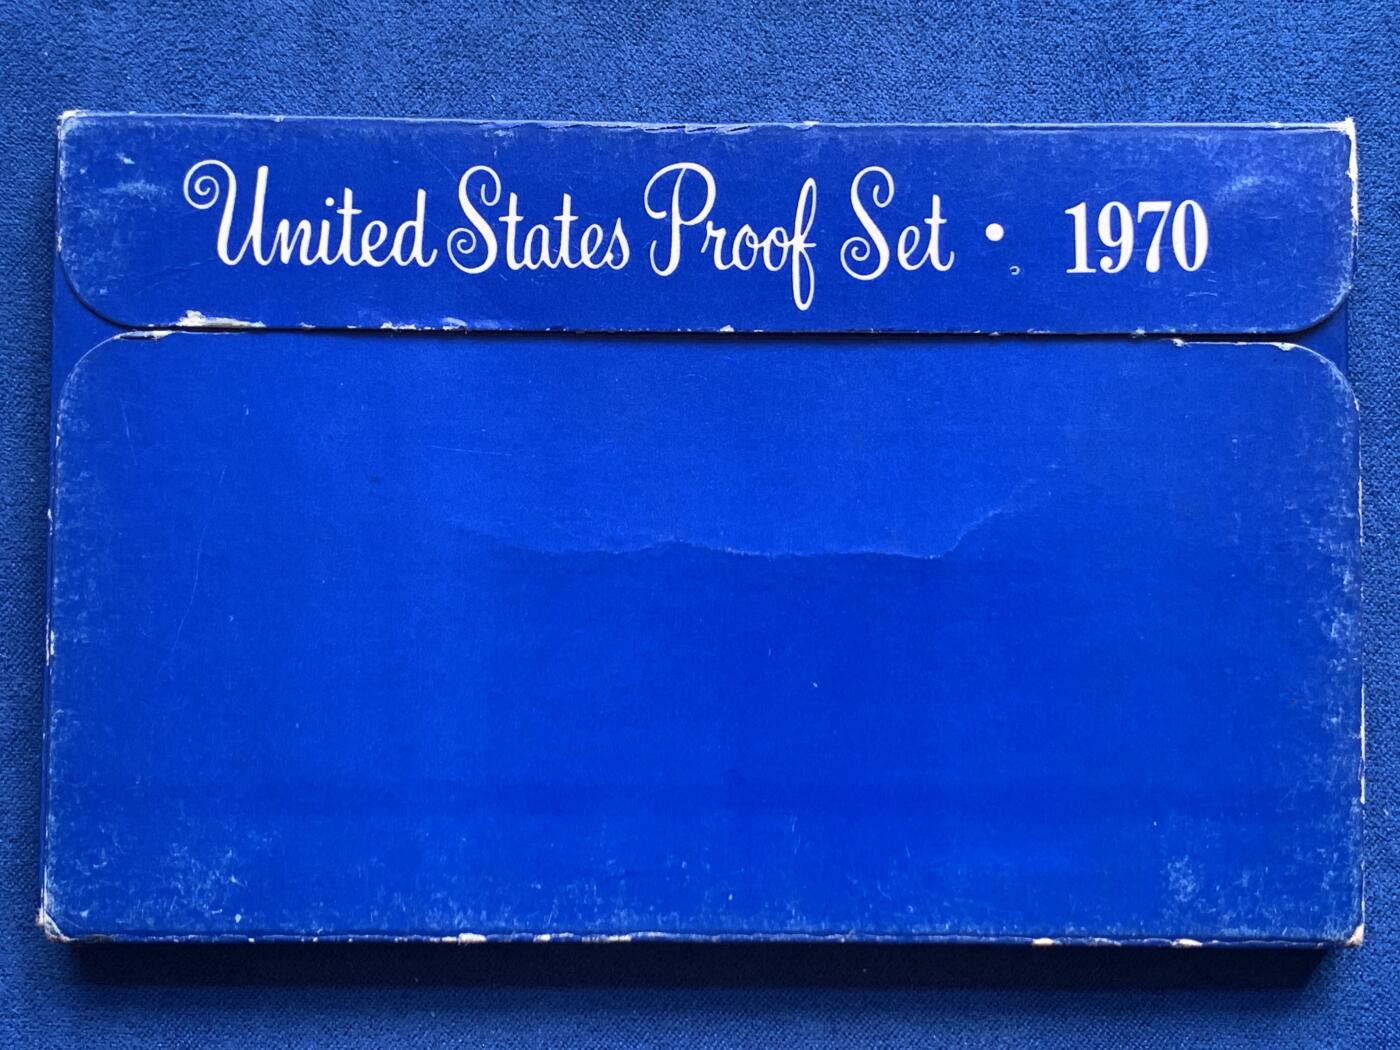 United States Proof Set • 1970